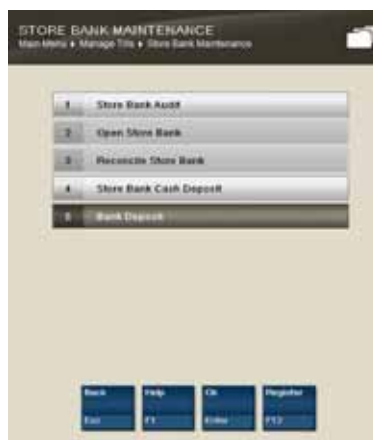 STORE BANK MAINTENANCE
Main Menu Manage Tills Store Bank Maintenance
1 Store Bank Audit
2 Open Store Bank
3 Reconcile Store Bank
4 Store Bank Cash Deposit
5 Bank Deposit
Back Help Ok Register
Esc F1 Enter F12